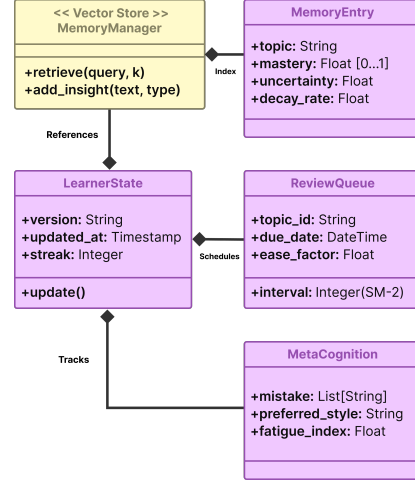 << Vector Store >>
MemoryManager
+retrieve(query, k)
+add_insight(text, type)
Index
MemoryEntry
+topic: String
+mastery: Float [0...1]
+uncertainty: Float
+decay_rate: Float
References
LearnerState
+version: String
+updated_at: Timestamp
+streak: Integer
+update()
Schedules
ReviewQueue
+topic_id: String
+due_date: DateTime
+ease_factor: Float
+interval: Integer(SM-2)
Tracks
MetaCognition
+mistake: List[String]
+preferred_style: String
+fatigue_index: Float